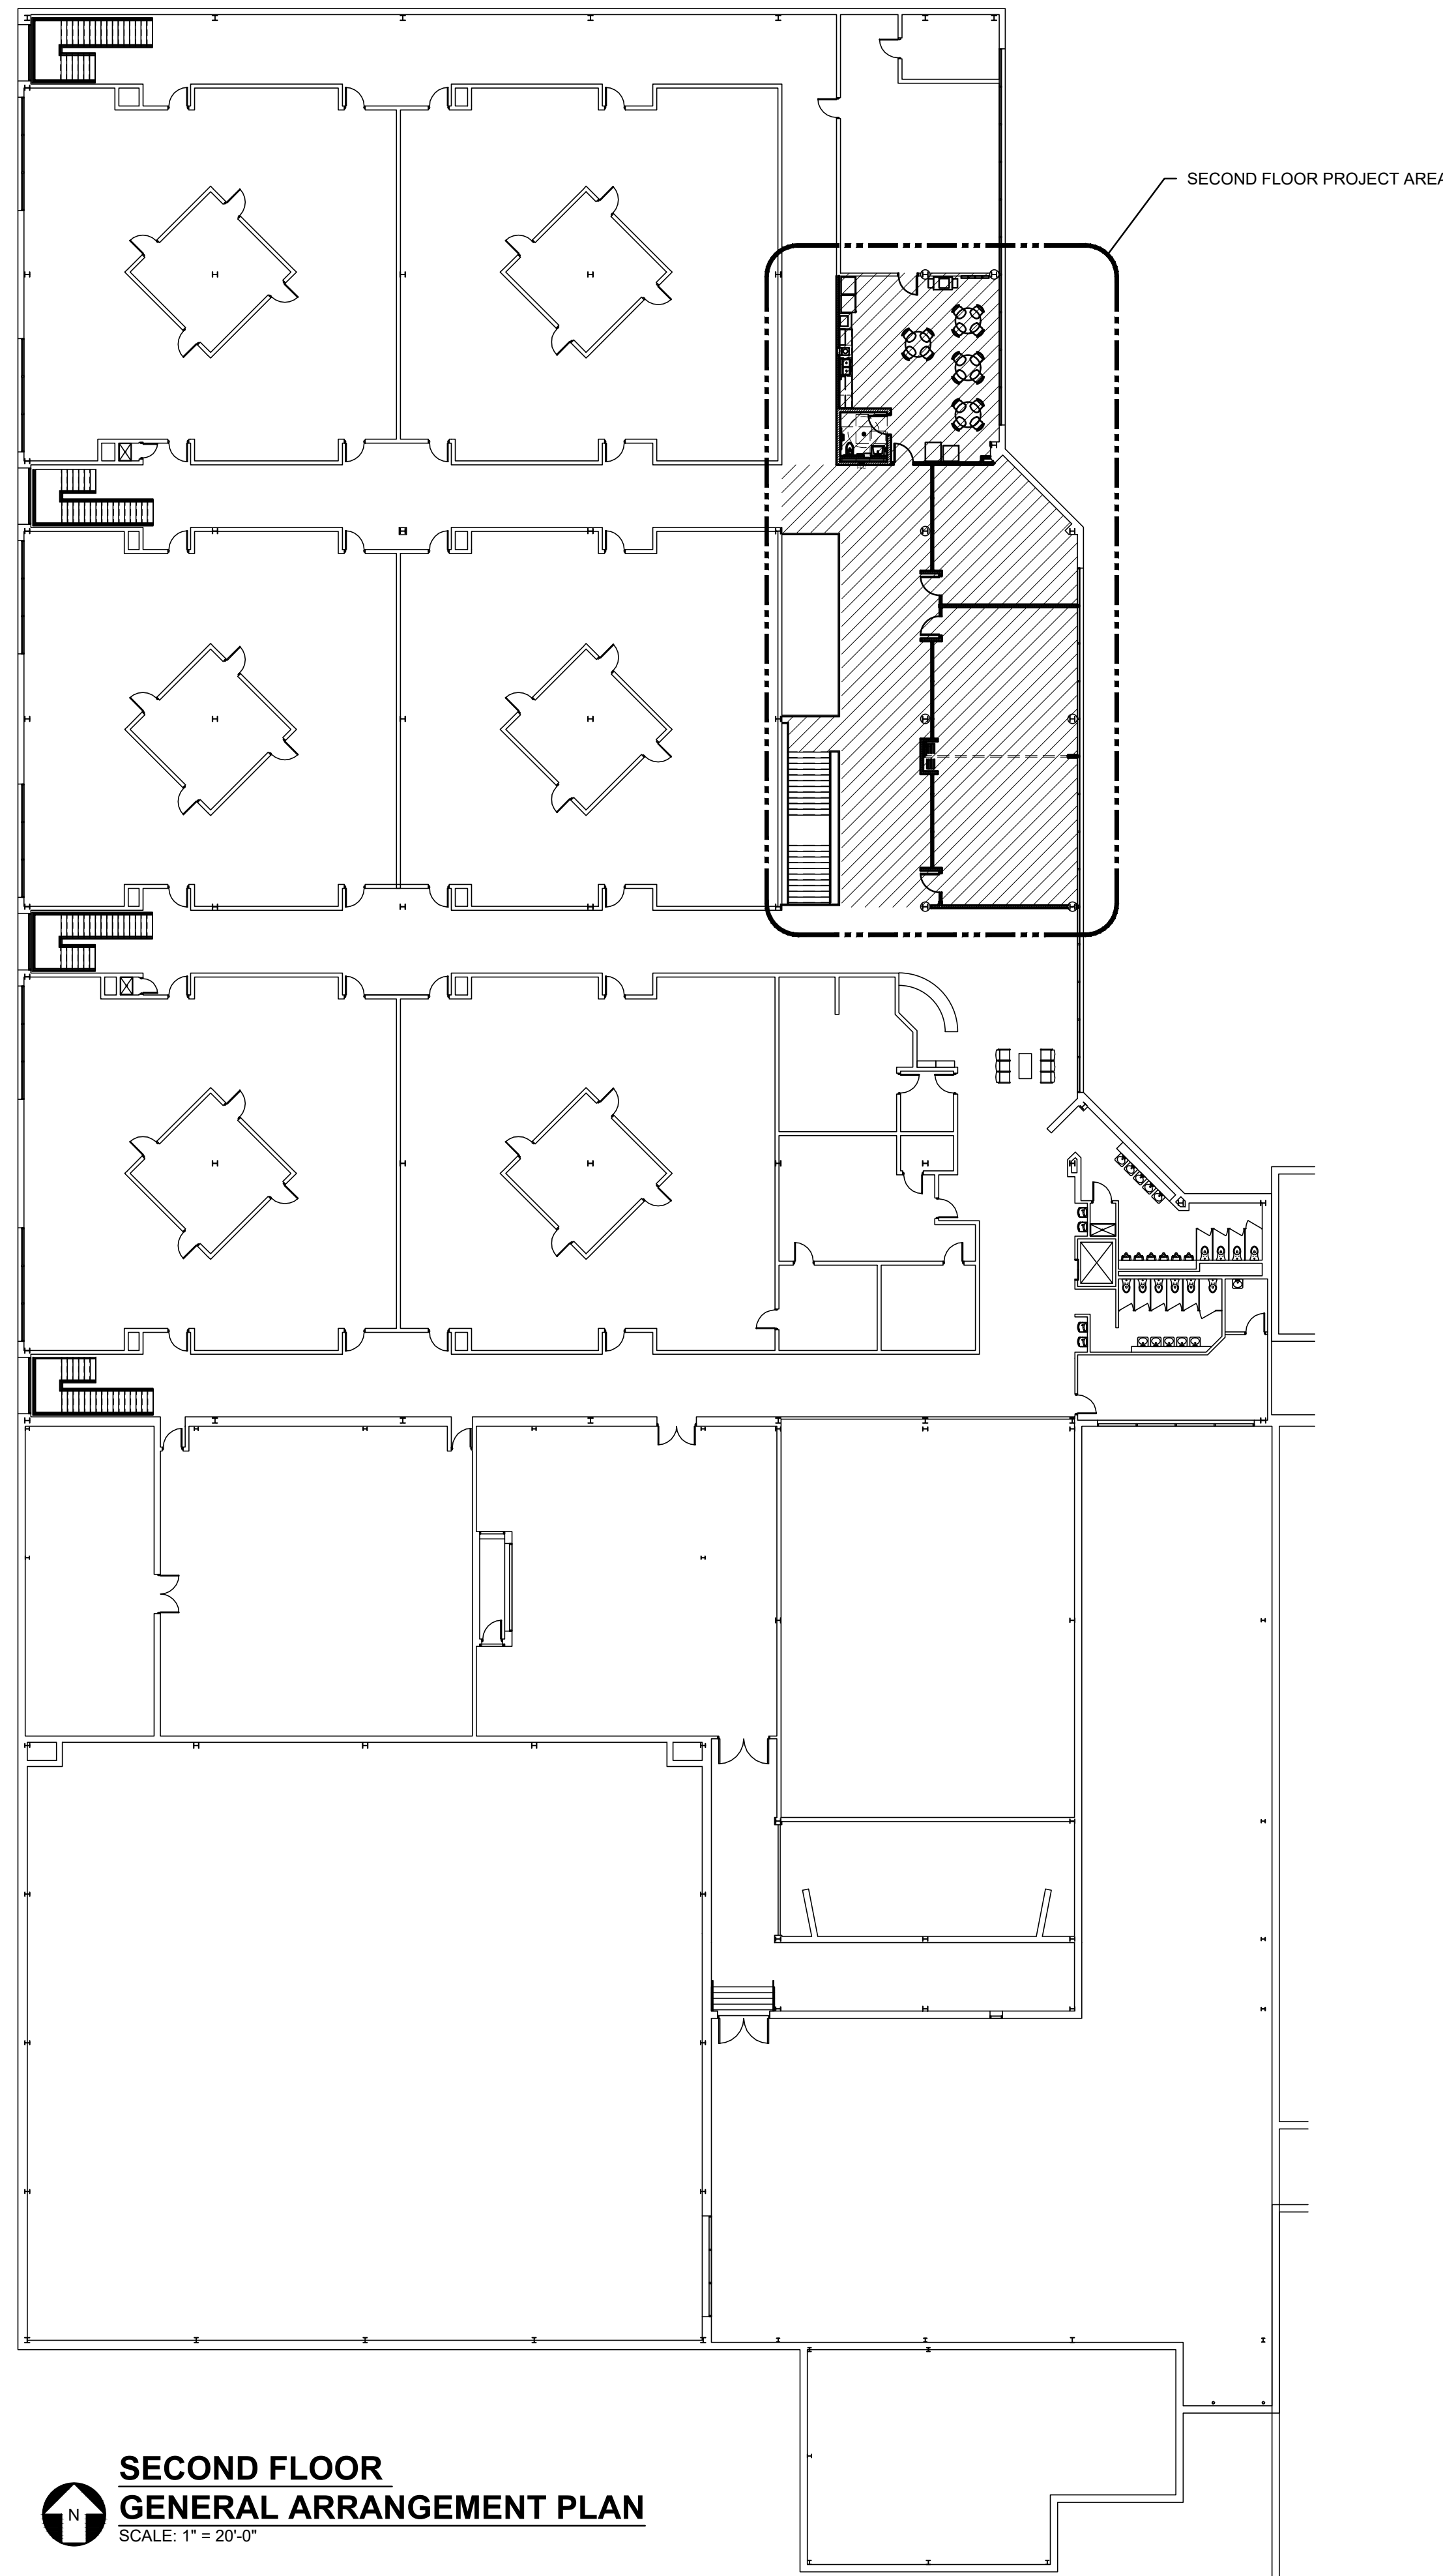 SECOND FLOOR PROJECT AREA
SECOND FLOOR
GENERAL ARRANGEMENT PLAN
N
SCALE: 1" = 20'-0"